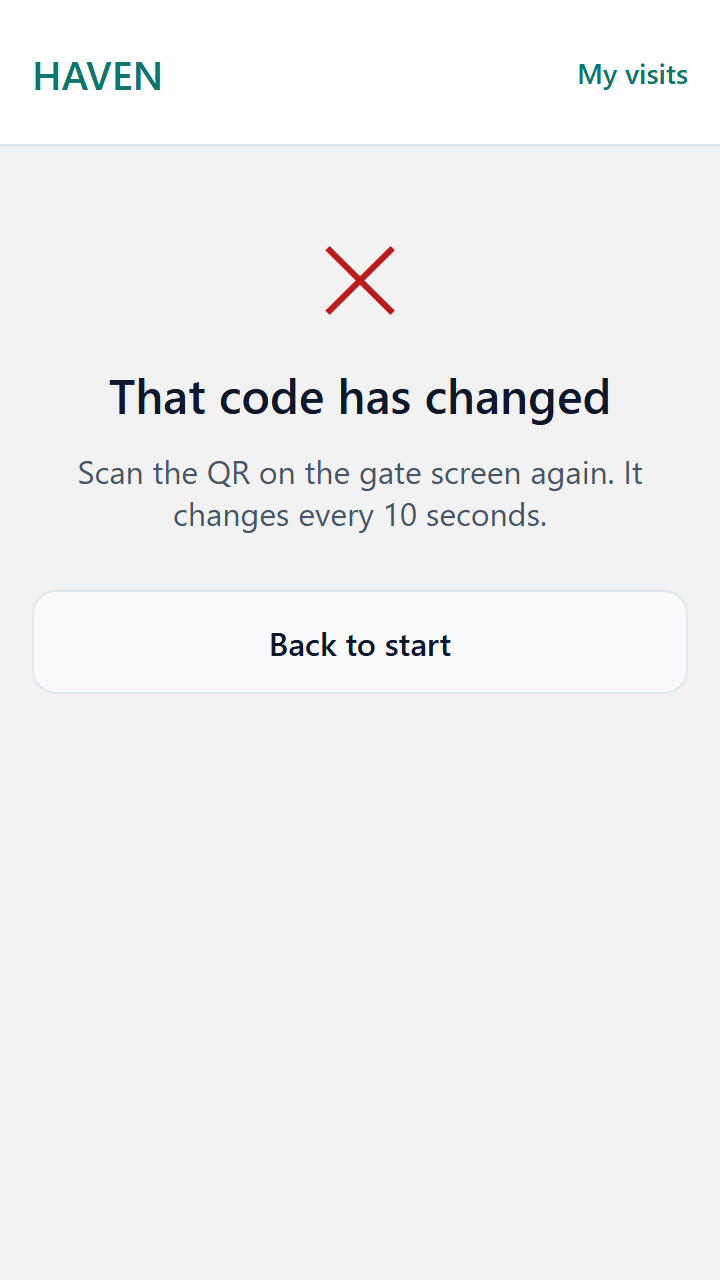 HAVEN
My visits
That code has changed
Scan the QR on the gate screen again. It
changes every 10 seconds.
Back to start